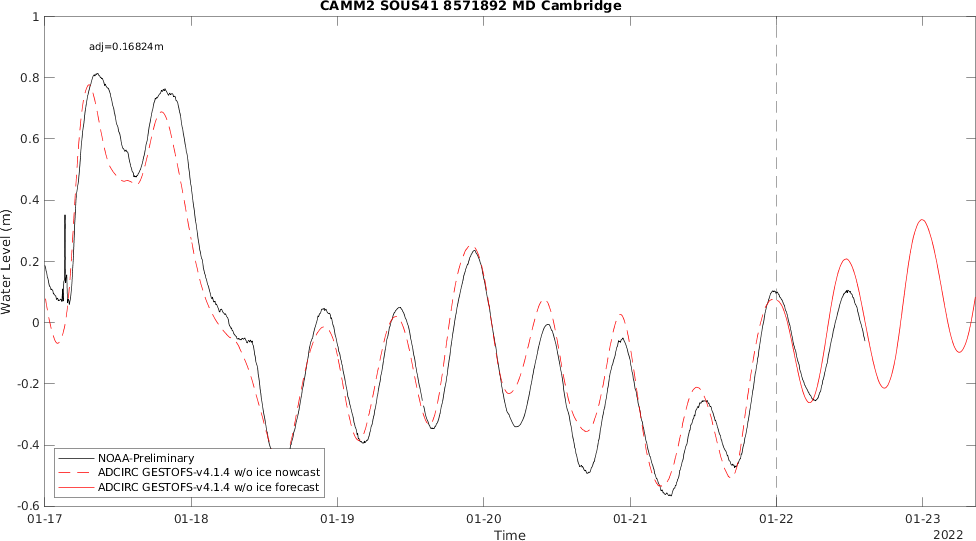 CAMM2 SOUS41 8571892 MD Cambridge
adj=0.16824m
Water Level (m)
1
0.8
0.6
0.4
0.2
0
-0.2
-0.4
-0.6
NOAA-Preliminary
ADCIRC GESTOFS-v4.1.4 w/o ice nowcast
ADCIRC GESTOFS-v4.1.4 w/o ice forecast
01-17 01-18 01-19 01-20 01-21 01-22 01-23
Time
2022